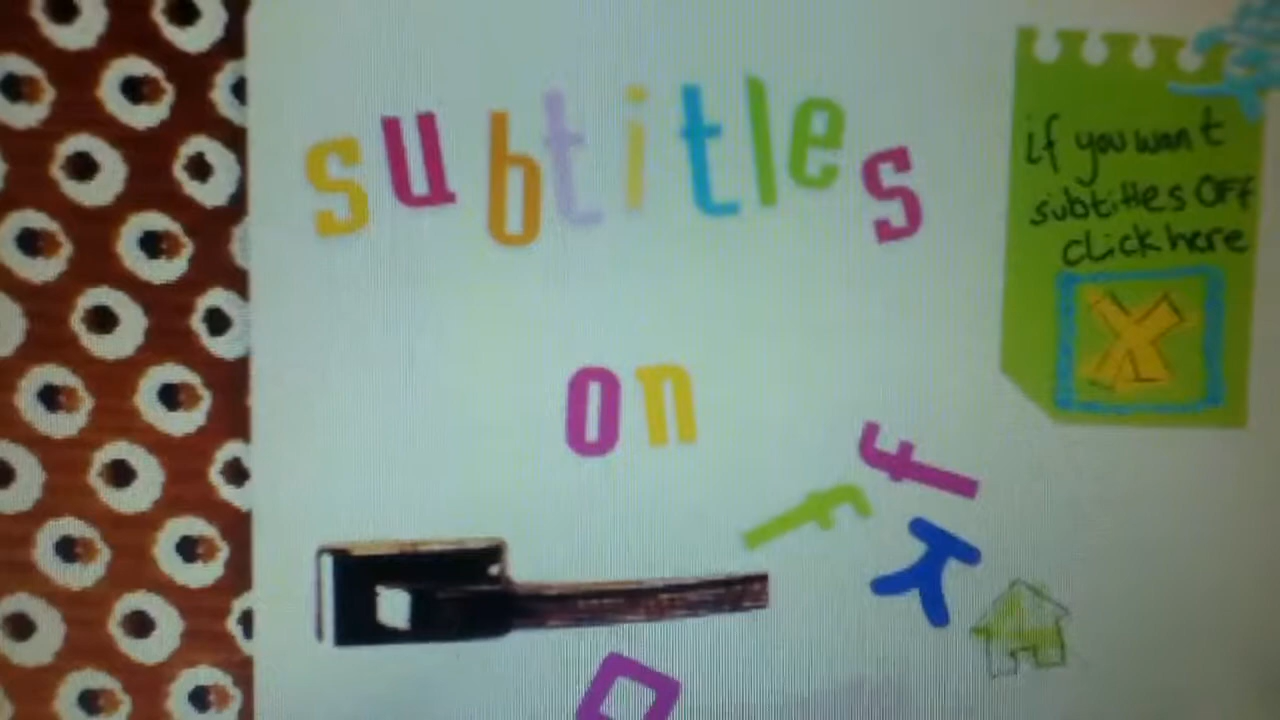 subtitles
on
if you want
subtitles OFF
click here
X
f
f